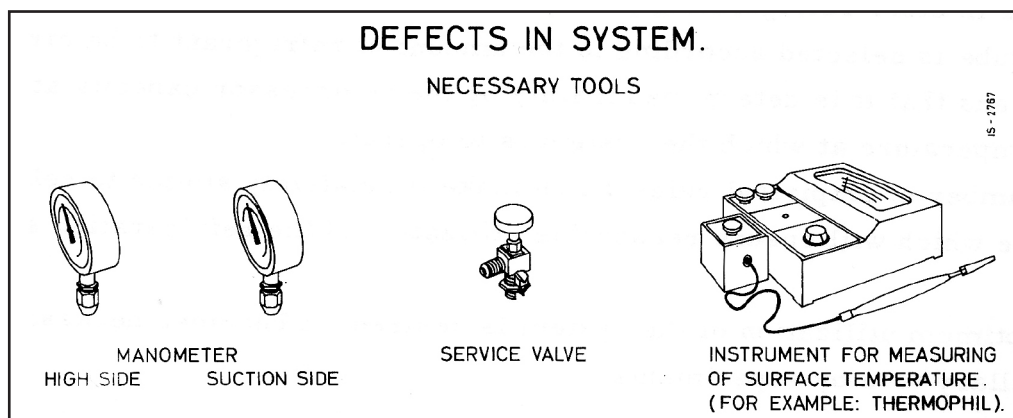 DEFECTS IN SYSTEM.
NECESSARY TOOLS
IS - 2767
MANOMETER
HIGH SIDE SUCTION SIDE
SERVICE VALVE
INSTRUMENT FOR MEASURING
OF SURFACE TEMPERATURE.
(FOR EXAMPLE: THERMOPHIL).